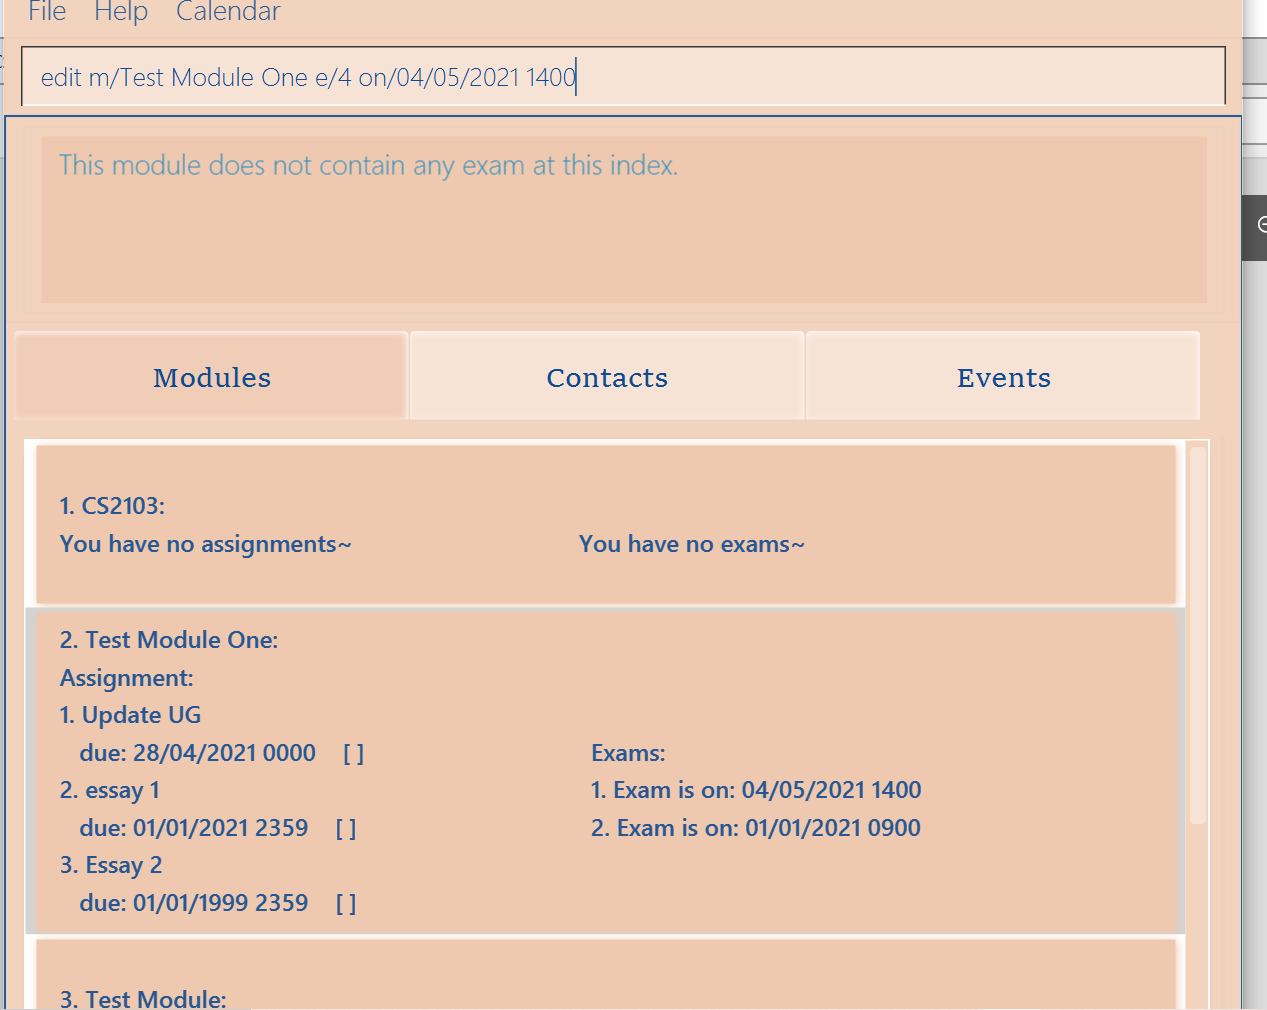 File Help Calendar
edit m/Test Module One e/4 on/04/05/2021 1400
This module does not contain any exam at this index.
Modules Contacts Events
1. CS2103:
You have no assignments~ You have no exams~
2. Test Module One:
Assignment:
1. Update UG
due: 28/04/2021 0000 [ ] Exams:
2. essay 1 1. Exam is on: 04/05/2021 1400
due: 01/01/2021 2359 [ ] 2. Exam is on: 01/01/2021 0900
3. Essay 2
due: 01/01/1999 2359 [ ]
3. Test Module: